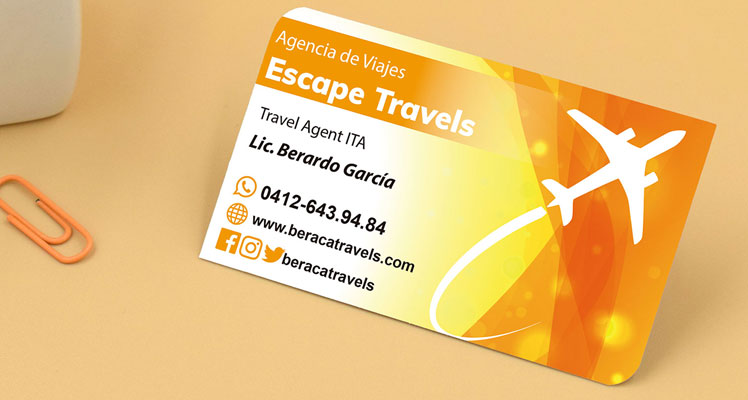 Agencia de Viajes
Escape Travels
Travel Agent ITA
Lic. Berardo García
0412-643.94.84
www.beracatravels.com
beracatravels